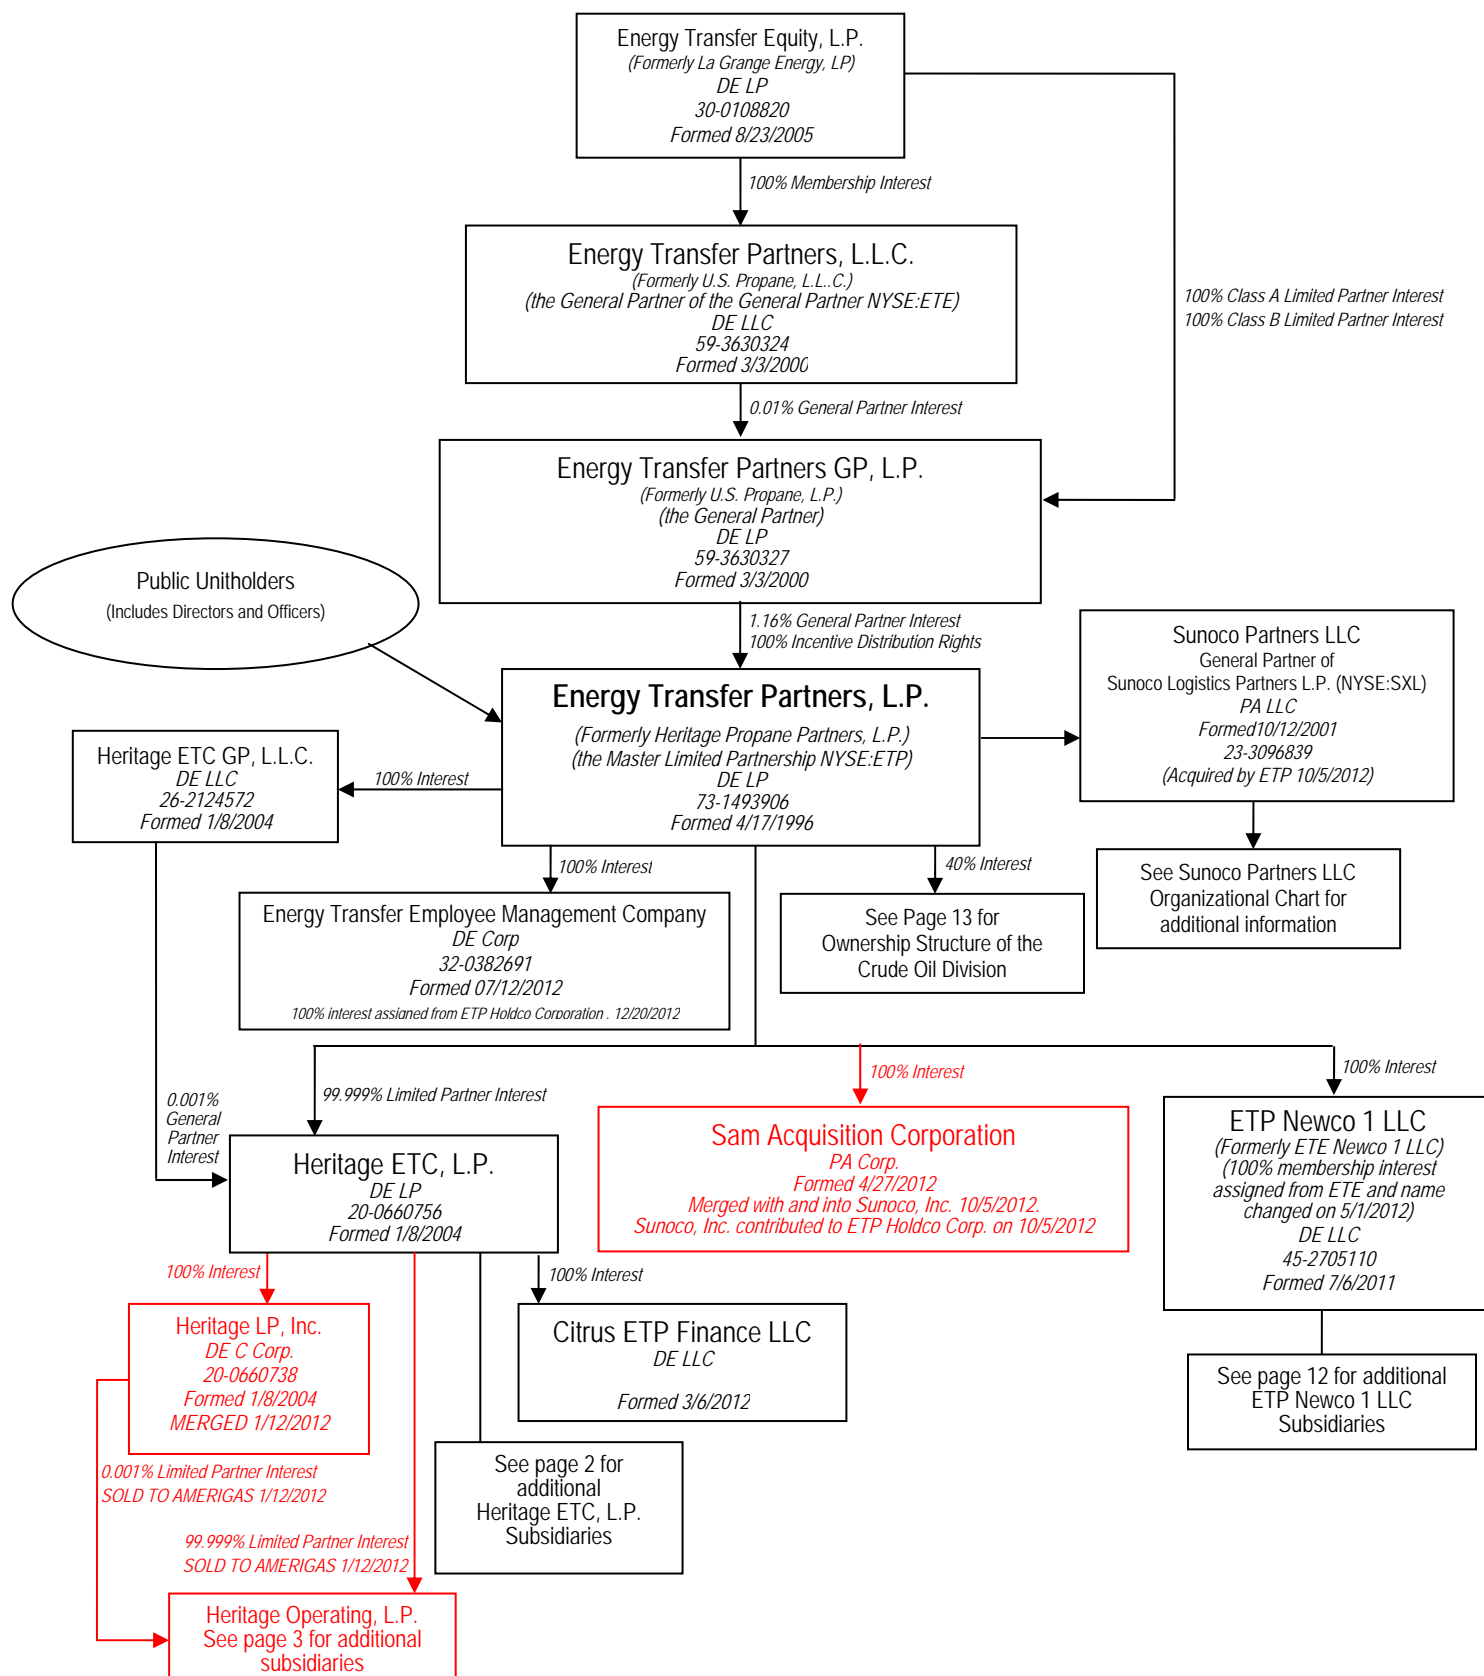 Energy Transfer Equity, L.P.
(Formerly La Grange Energy, LP)
DE LP
30-0108820
Formed 8/23/2005
100% Membership Interest
Energy Transfer Partners, L.L.C.
(Formerly U.S. Propane, L.L..C.)
(the General Partner of the General Partner NYSE:ETE)
DE LLC
59-3630324
Formed 3/3/2000
100% Class A Limited Partner Interest
100% Class B Limited Partner Interest
0.01% General Partner Interest
Energy Transfer Partners GP, L.P.
(Formerly U.S. Propane, L.P.)
(the General Partner)
DE LP
59-3630327
Formed 3/3/2000
Public Unitholders
(Includes Directors and Officers)
1.16% General Partner Interest
100% Incentive Distribution Rights
Energy Transfer Partners, L.P.
(Formerly Heritage Propane Partners, L.P.)
(the Master Limited Partnership NYSE:ETP)
DE LP
73-1493906
Formed 4/17/1996
Sunoco Partners LLC
General Partner of
Sunoco Logistics Partners L.P. (NYSE:SXL)
PA LLC
Formed10/12/2001
23-3096839
(Acquired by ETP 10/5/2012)
Heritage ETC GP, L.L.C.
DE LLC
26-2124572
Formed 1/8/2004
100% Interest
100% Interest
40% Interest
See Sunoco Partners LLC
Organizational Chart for
additional information
Energy Transfer Employee Management Company
DE Corp
32-0382691
Formed 07/12/2012
100% interest assigned from ETP Holdco Corporation , 12/20/2012
See Page 13 for
Ownership Structure of the
Crude Oil Division
0.001%
General
Partner
Interest
99.999% Limited Partner Interest
100% Interest
100% Interest
Heritage ETC, L.P.
DE LP
20-0660756
Formed 1/8/2004
Sam Acquisition Corporation
PA Corp.
Formed 4/27/2012
Merged with and into Sunoco, Inc. 10/5/2012.
Sunoco, Inc. contributed to ETP Holdco Corp. on 10/5/2012
ETP Newco 1 LLC
(Formerly ETE Newco 1 LLC)
(100% membership interest
assigned from ETE and name
changed on 5/1/2012)
DE LLC
45-2705110
Formed 7/6/2011
100% Interest
100% Interest
Heritage LP, Inc.
DE C Corp.
20-0660738
Formed 1/8/2004
MERGED 1/12/2012
Citrus ETP Finance LLC
DE LLC
Formed 3/6/2012
See page 12 for additional
ETP Newco 1 LLC
Subsidiaries
0.001% Limited Partner Interest
SOLD TO AMERIGAS 1/12/2012
See page 2 for
additional
Heritage ETC, L.P.
Subsidiaries
99.999% Limited Partner Interest
SOLD TO AMERIGAS 1/12/2012
Heritage Operating, L.P.
See page 3 for additional
subsidiaries